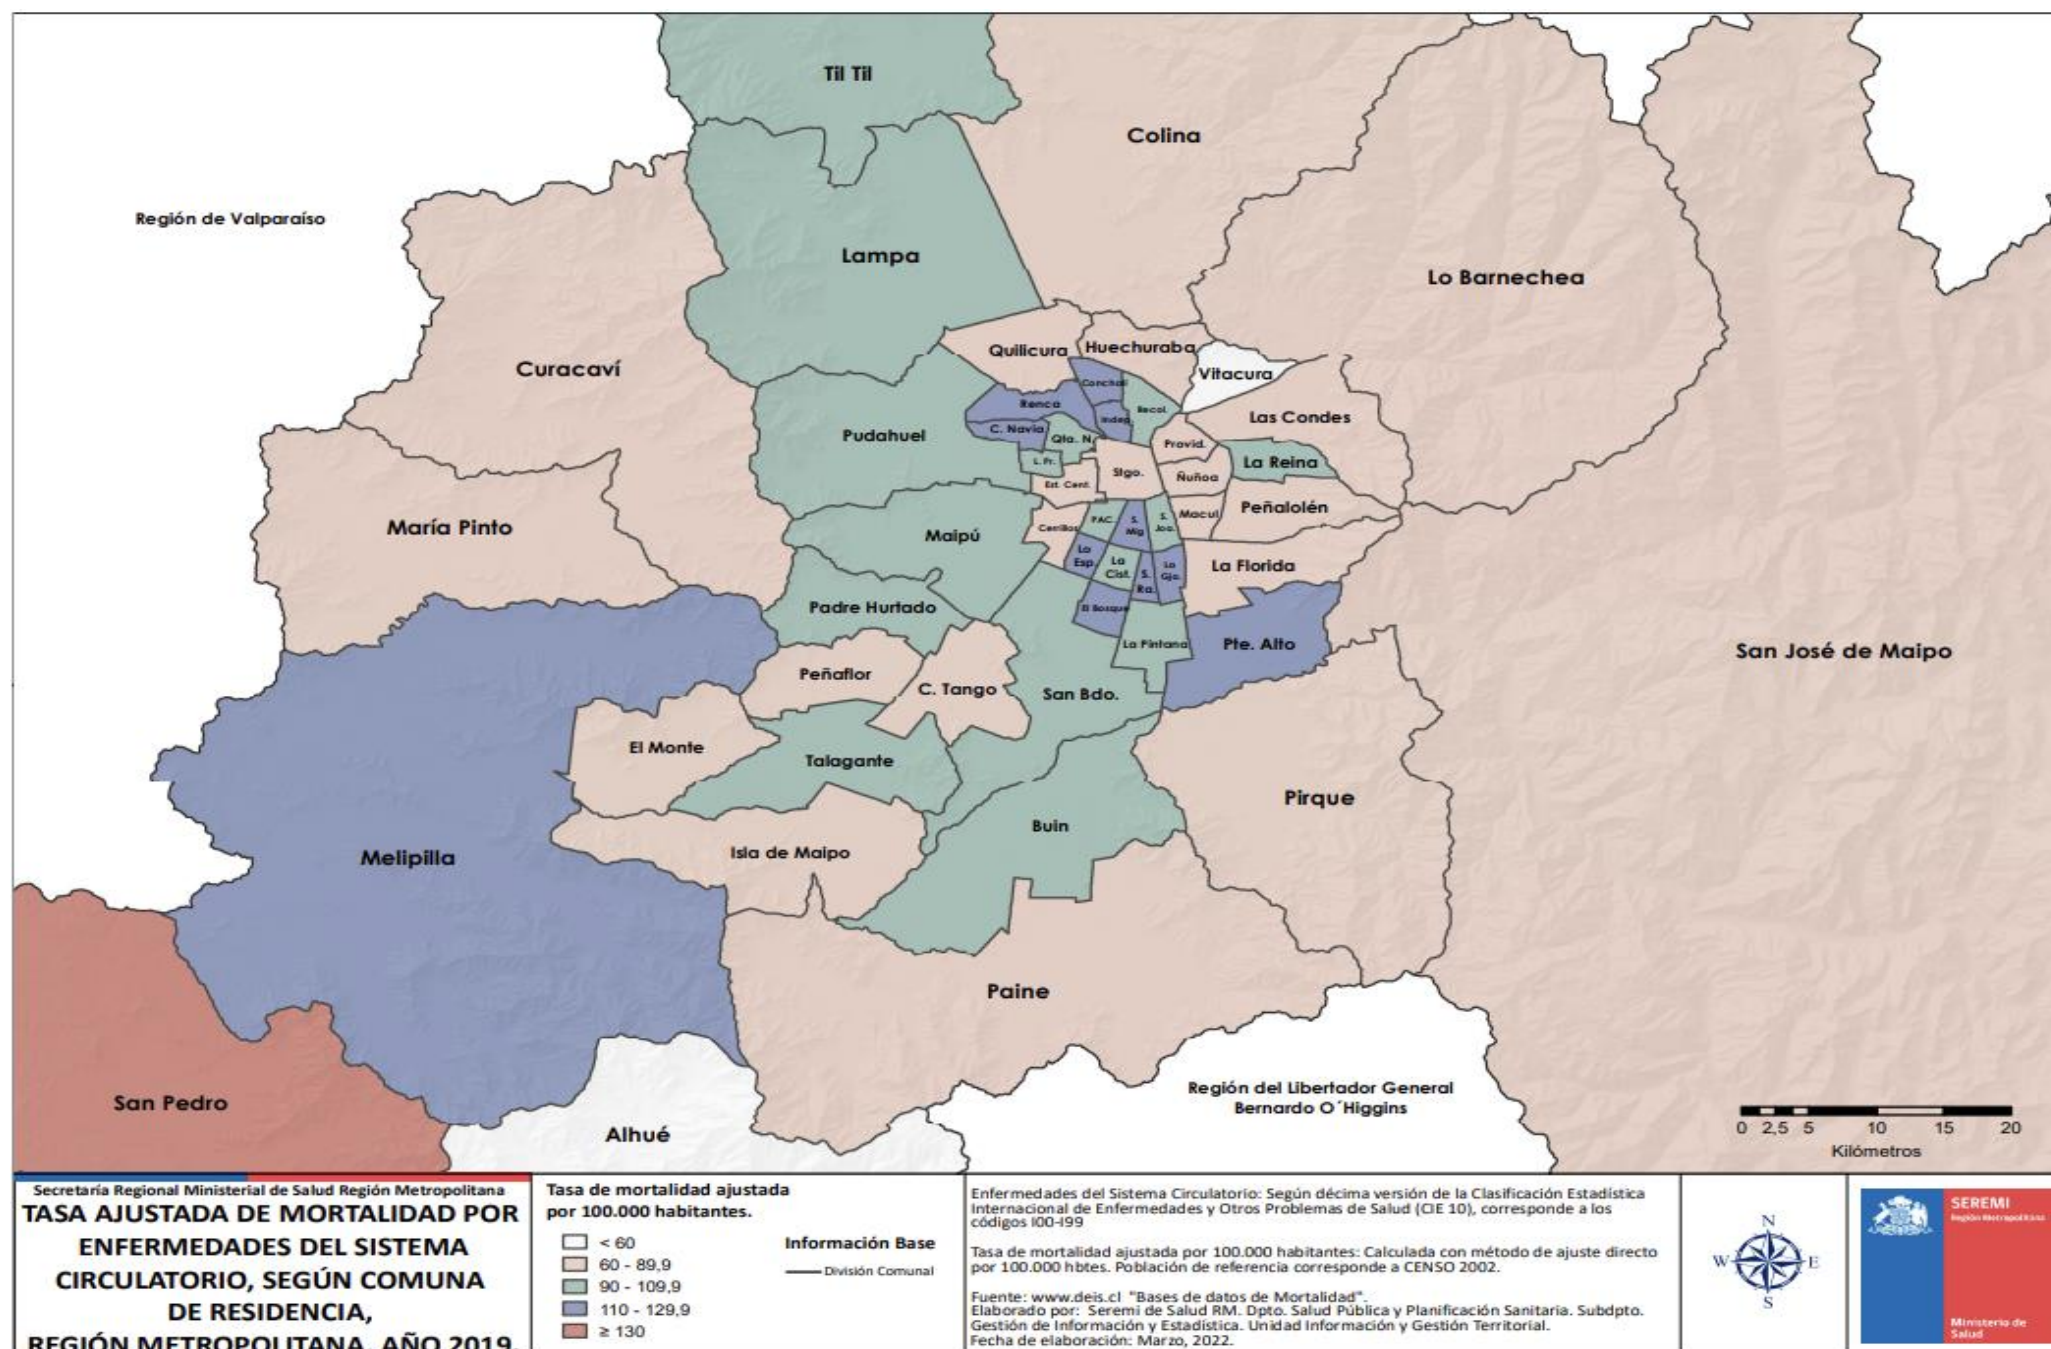 Til Til
Colina
Región de Valparaíso
Lampa
Lo Barnechea
Quilicura
Huechuraba
Curacaví
Vitacura
Conchalí
Renca
Recol.
Indep.
Las Condes
C. Navia
Pudahuel
Qta. N.
Provid.
La Reina
L. Pr.
Stgo.
Ñuñoa
Est. Cent.
Peñalolén
Macul
María Pinto
Cerrillos
PAC.
S.
Mig
S.
Joa.
Maipú
Lo
Esp.
La
Cist.
S.
Ra.
La
Gja.
La Florida
Padre Hurtado
El Bosque
La Pintana
Pte. Alto
San José de Maipo
Peñaflor
C. Tango
San Bdo.
El Monte
Talagante
Pirque
Buin
Isla de Maipo
Melipilla
Paine
San Pedro
Alhué
Región del Libertador General
Bernardo O´Higgins
0 2,5 5 10 15 20
Kilómetros
Secretaría Regional Ministerial de Salud Región Metropolitana
TASA AJUSTADA DE MORTALIDAD POR
ENFERMEDADES DEL SISTEMA
CIRCULATORIO, SEGÚN COMUNA
DE RESIDENCIA,
REGIÓN METROPOLITANA, AÑO 2019.
Tasa de mortalidad ajustada
por 100.000 habitantes.
< 60
60 - 89,9
90 - 109,9
110 - 129,9
≥ 130
Información Base
División Comunal
Enfermedades del Sistema Circulatorio: Según décima versión de la Clasificación Estadística
Internacional de Enfermedades y Otros Problemas de Salud (CIE 10), corresponde a los
códigos I00-I99
Tasa de mortalidad ajustada por 100.000 habitantes: Calculada con método de ajuste directo
por 100.000 hbtes. Población de referencia corresponde a CENSO 2002.
Fuente: www.deis.cl "Bases de datos de Mortalidad".
Elaborado por: Seremi de Salud RM. Dpto. Salud Pública y Planificación Sanitaria. Subdpto.
Gestión de Información y Estadística. Unidad Información y Gestión Territorial.
Fecha de elaboración: Marzo, 2022.
N
W E
S
SEREMI
Región Metropolitana
Ministerio de
Salud